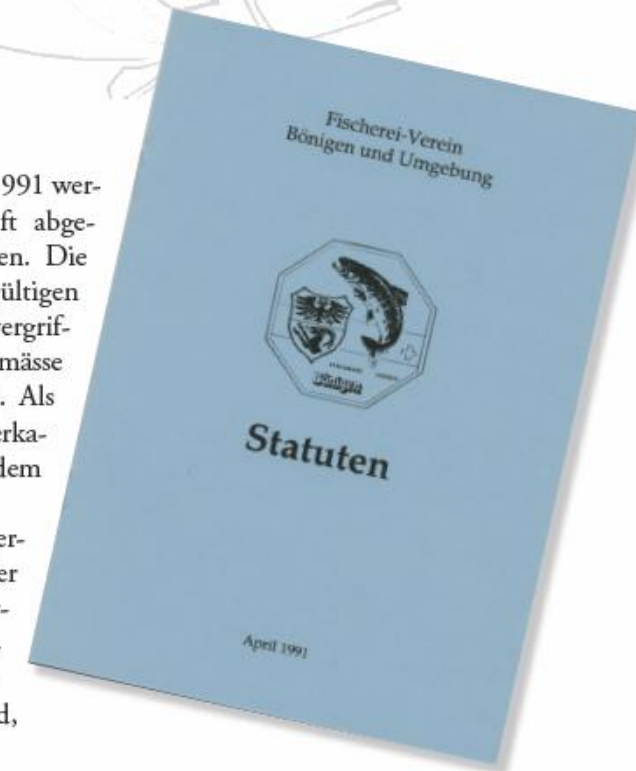 991 wer-
ft abge-
en. Die
ültigen
vergrif-
mässe
. Als
erka-
dem
er-
er
d,
Fischerei-Verein
Bönigen und Umgebung
Bönigen
Statuten
April 1991